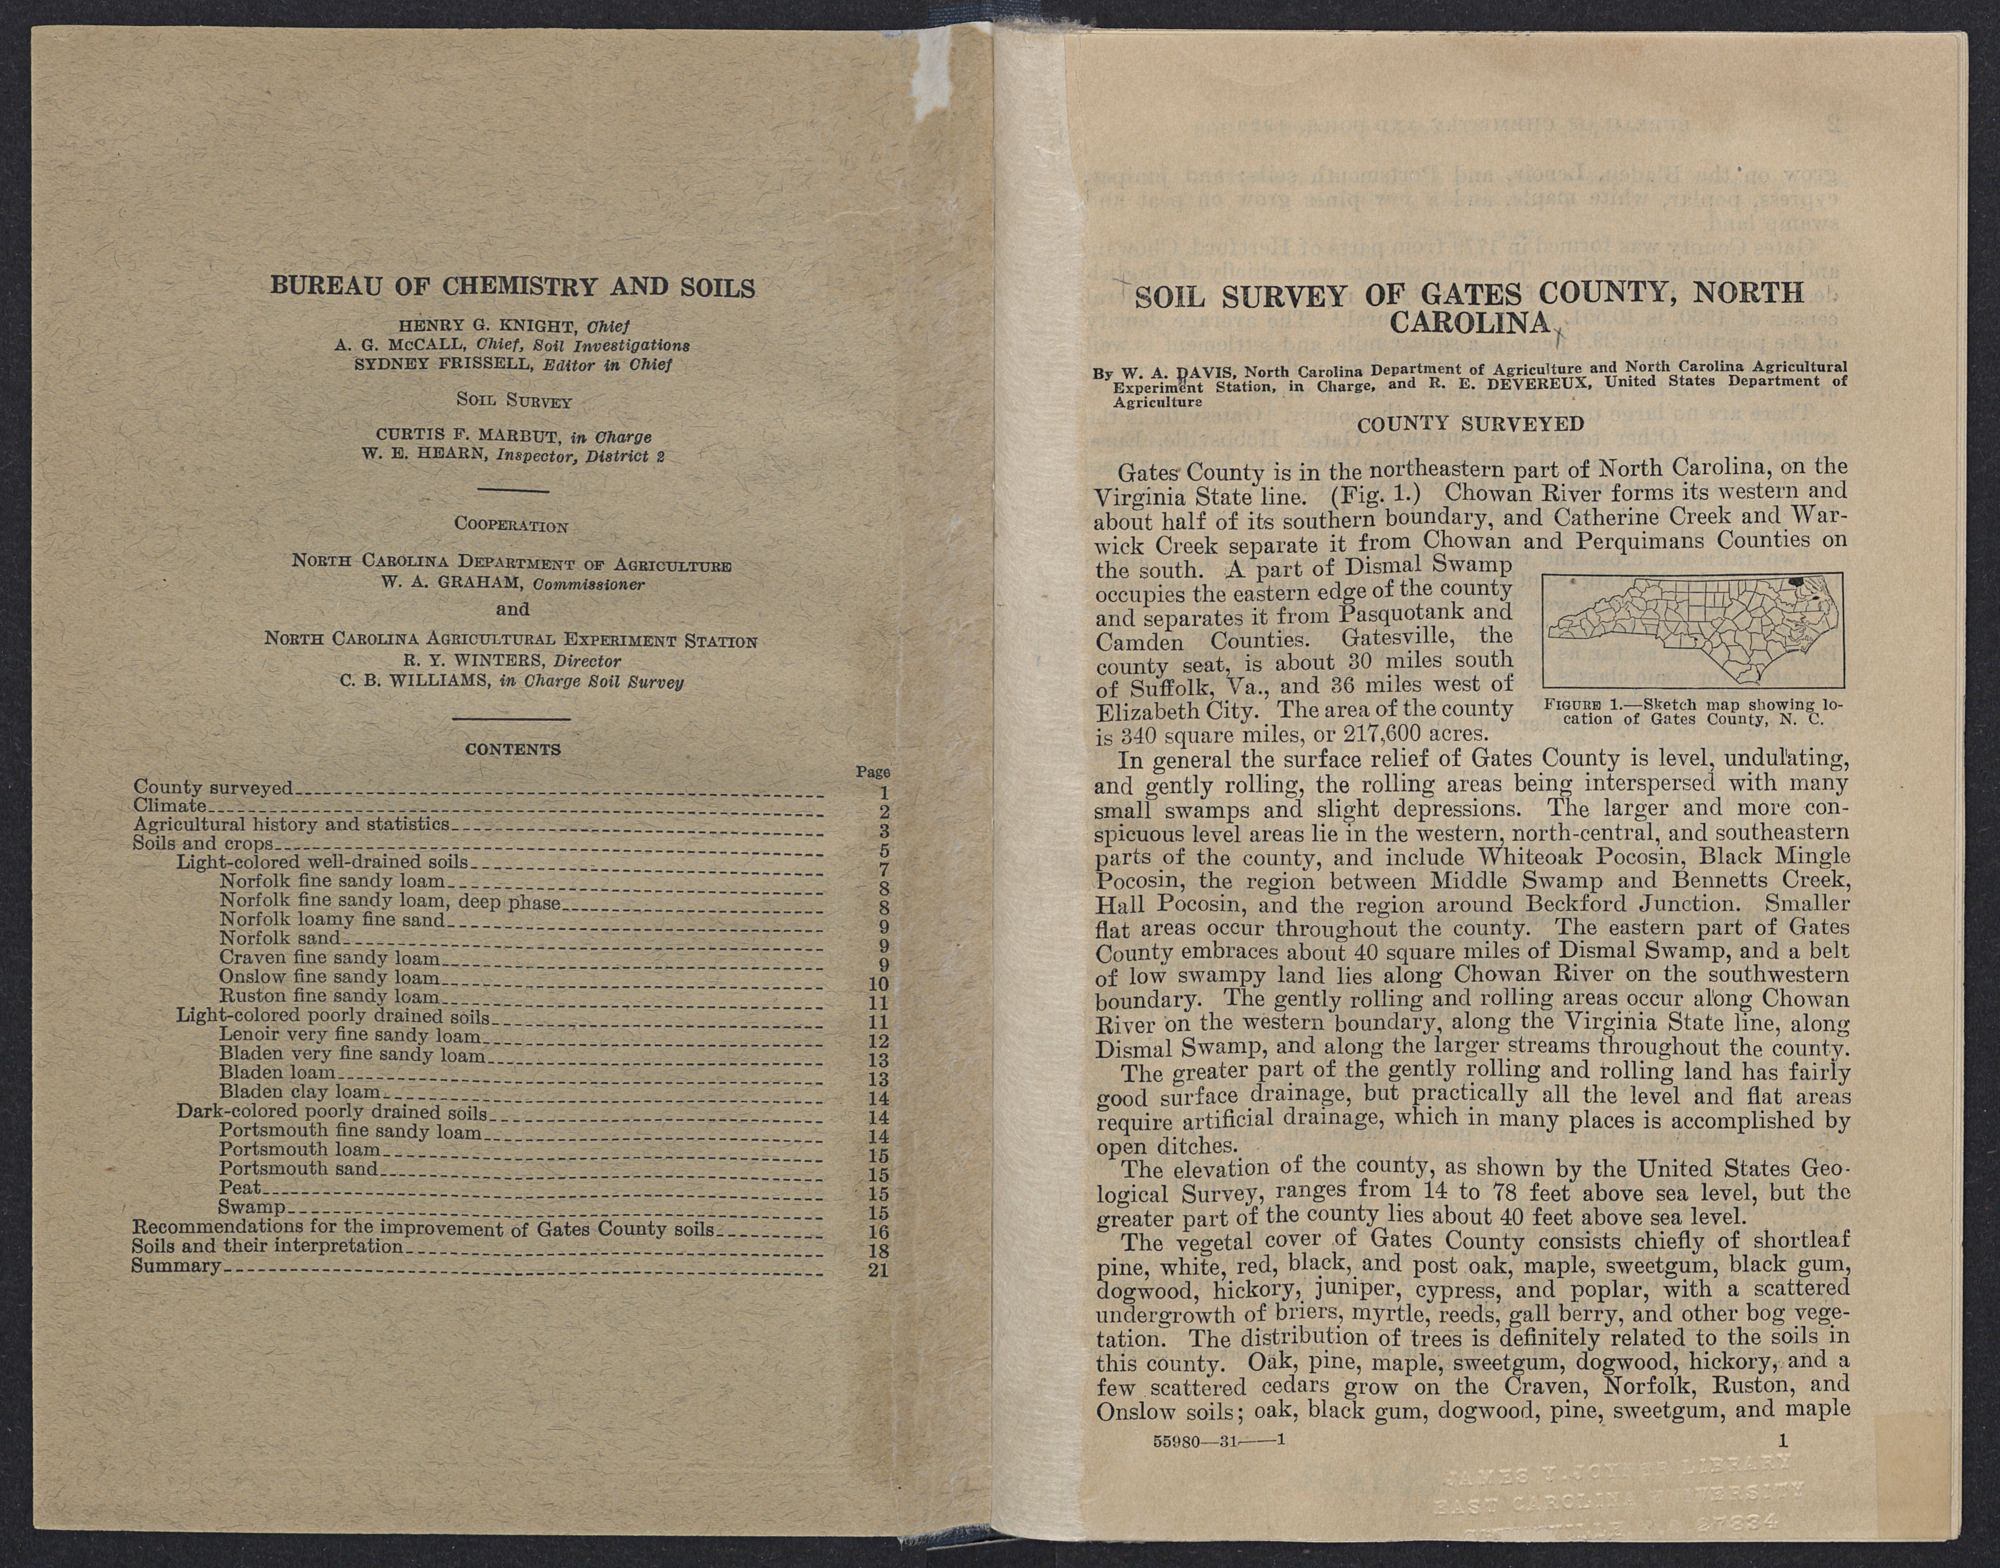 BUREAU OF CHEMISTRY AND SOILS
HENRY G. KNIGHT, Chief
A. G. McCALL, Chief, Soil Investigations
SYDNEY FRISSELL, Editor in Chief
SOIL SURVEY
CURTIS F. MARBUT, in Charge
W. E. HEARN, Inspector, District 2
COOPERATION
NORTH CAROLINA DEPARTMENT OF AGRICULTURE
W. A. GRAHAM, Commissioner
and
NORTH CAROLINA AGRICULTURAL EXPERIMENT STATION
R. Y. WINTERS, Director
C. B. WILLIAMS, in Charge Soil Survey
CONTENTS
Page
County surveyed 1
Climate 2
Agricultural history and statistics 3
Soils and crops 5
Light-colored well-drained soils 7
Norfolk fine sandy loam 8
Norfolk fine sandy loam, deep phase 8
Norfolk loamy fine sand 9
Norfolk sand 9
Craven fine sandy loam 9
Onslow fine sandy loam 10
Ruston fine sandy loam 11
Light-colored poorly drained soils 11
Lenoir very fine sandy loam 12
Bladen very fine sandy loam 13
Bladen loam 13
Bladen clay loam 14
Dark-colored poorly drained soils 14
Portsmouth fine sandy loam 14
Portsmouth loam 15
Portsmouth sand 15
Peat 15
Swamp 15
Recommendations for the improvement of Gates County soils 16
Soils and their interpretation 18
Summary 21
SOIL SURVEY OF GATES COUNTY, NORTH
CAROLINA
By W. A. DAVIS, North Carolina Department of Agriculture and North Carolina Agricultural
Experiment Station, in Charge, and R. E. DEVEREUX, United States Department of
Agriculture
COUNTY SURVEYED
Gates County is in the northeastern part of North Carolina, on the
Virginia State line. (Fig. 1.) Chowan River forms its western and
about half of its southern boundary, and Catherine Creek and War-
wick Creek separate it from Chowan and Perquimans Counties on
the south. A part of Dismal Swamp
occupies the eastern edge of the county
and separates it from Pasquotank and
Camden Counties. Gatesville, the
county seat, is about 30 miles south
of Suffolk, Va., and 36 miles west of
Elizabeth City. The area of the county
is 340 square miles, or 217,600 acres.
FIGURE 1.—Sketch map showing lo-
cation of Gates County, N. C.
In general the surface relief of Gates County is level, undulating,
and gently rolling, the rolling areas being interspersed with many
small swamps and slight depressions. The larger and more con-
spicuous level areas lie in the western, north-central, and southeastern
parts of the county, and include Whiteoak Pocosin, Black Mingle
Pocosin, the region between Middle Swamp and Bennetts Creek,
Hall Pocosin, and the region around Beckford Junction. Smaller
flat areas occur throughout the county. The eastern part of Gates
County embraces about 40 square miles of Dismal Swamp, and a belt
of low swampy land lies along Chowan River on the southwestern
boundary. The gently rolling and rolling areas occur along Chowan
River on the western boundary, along the Virginia State line, along
Dismal Swamp, and along the larger streams throughout the county.
The greater part of the gently rolling and rolling land has fairly
good surface drainage, but practically all the level and flat areas
require artificial drainage, which in many places is accomplished by
open ditches.
The elevation of the county, as shown by the United States Geo-
logical Survey, ranges from 14 to 78 feet above sea level, but the
greater part of the county lies about 40 feet above sea level.
The vegetal cover of Gates County consists chiefly of shortleaf
pine, white, red, black, and post oak, maple, sweetgum, black gum,
dogwood, hickory, juniper, cypress, and poplar, with a scattered
undergrowth of briers, myrtle, reeds, gall berry, and other bog vege-
tation. The distribution of trees is definitely related to the soils in
this county. Oak, pine, maple, sweetgum, dogwood, hickory, and a
few scattered cedars grow on the Craven, Norfolk, Ruston, and
Onslow soils; oak, black gum, dogwood, pine, sweetgum, and maple
55980—31——1 1
JAMES Y. JOYNER LIBRARY
EAST CAROLINA UNIVERSITY
27834